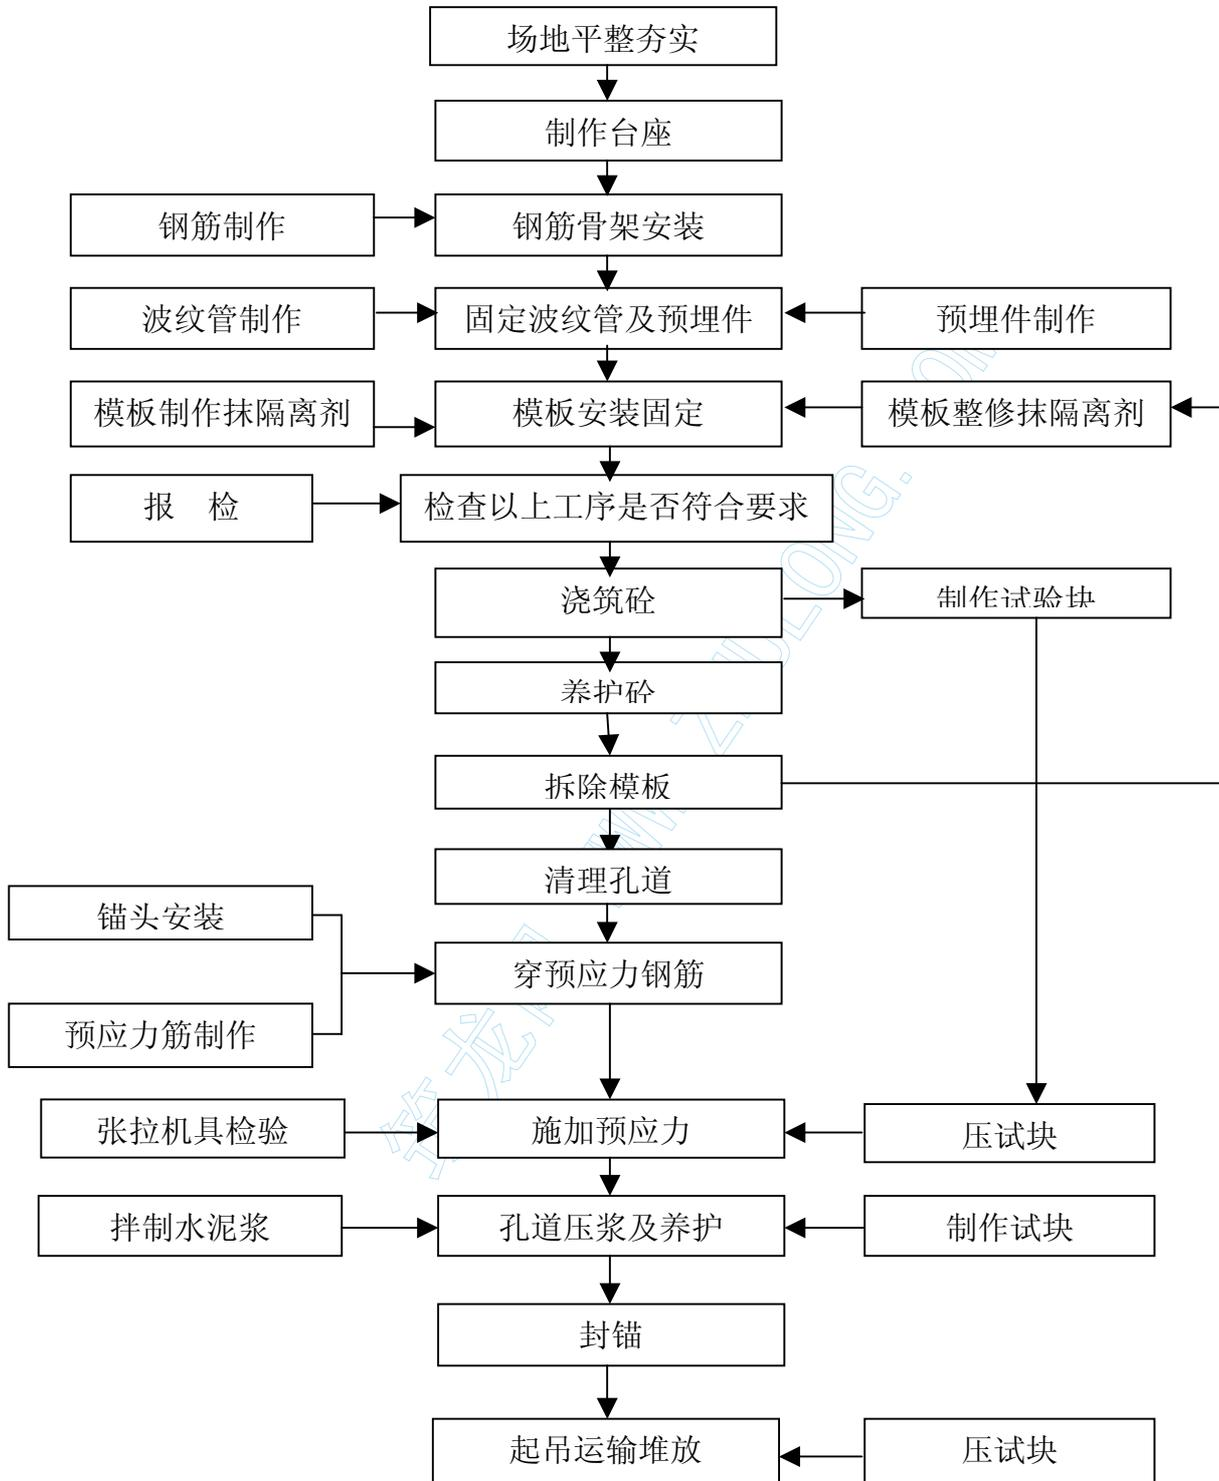 场地平整夯实
制作台座
钢筋制作
钢筋骨架安装
波纹管制作
固定波纹管及预埋件
预埋件制作
模板制作抹隔离剂
模板安装固定
模板整修抹隔离剂
报 检
检查以上工序是否符合要求
浇筑砼
制作试验块
养护砼
拆除模板
清理孔道
锚头安装
穿预应力钢筋
预应力筋制作
张拉机具检验
施加预应力
压试块
拌制水泥浆
孔道压浆及养护
制作试块
封锚
起吊运输堆放
压试块